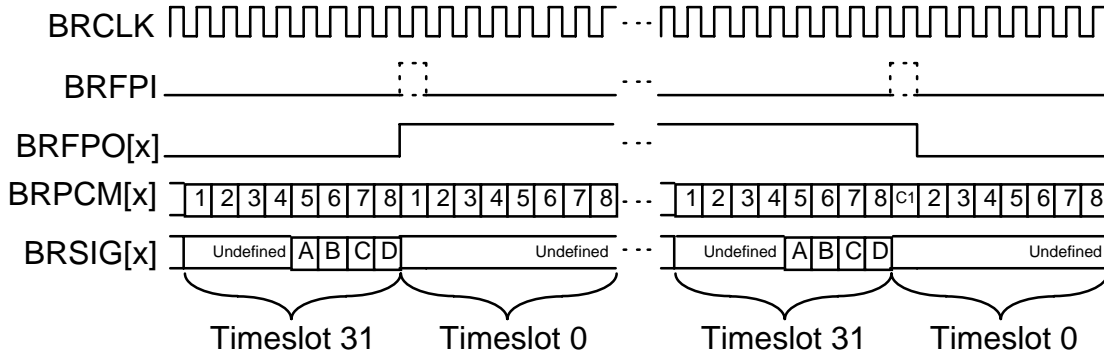 BRCLK
BRFPI
BRFPO[x]
BRPCM[x] 1 2 3 4 5 6 7 8 1 2 3 4 5 6 7 8 1 2 3 4 5 6 7 8 C1 2 3 4 5 6 7 8
BRSIG[x] Undefined A B C D Undefined Undefined A B C D Undefined
Timeslot 31 Timeslot 0 Timeslot 31 Timeslot 0